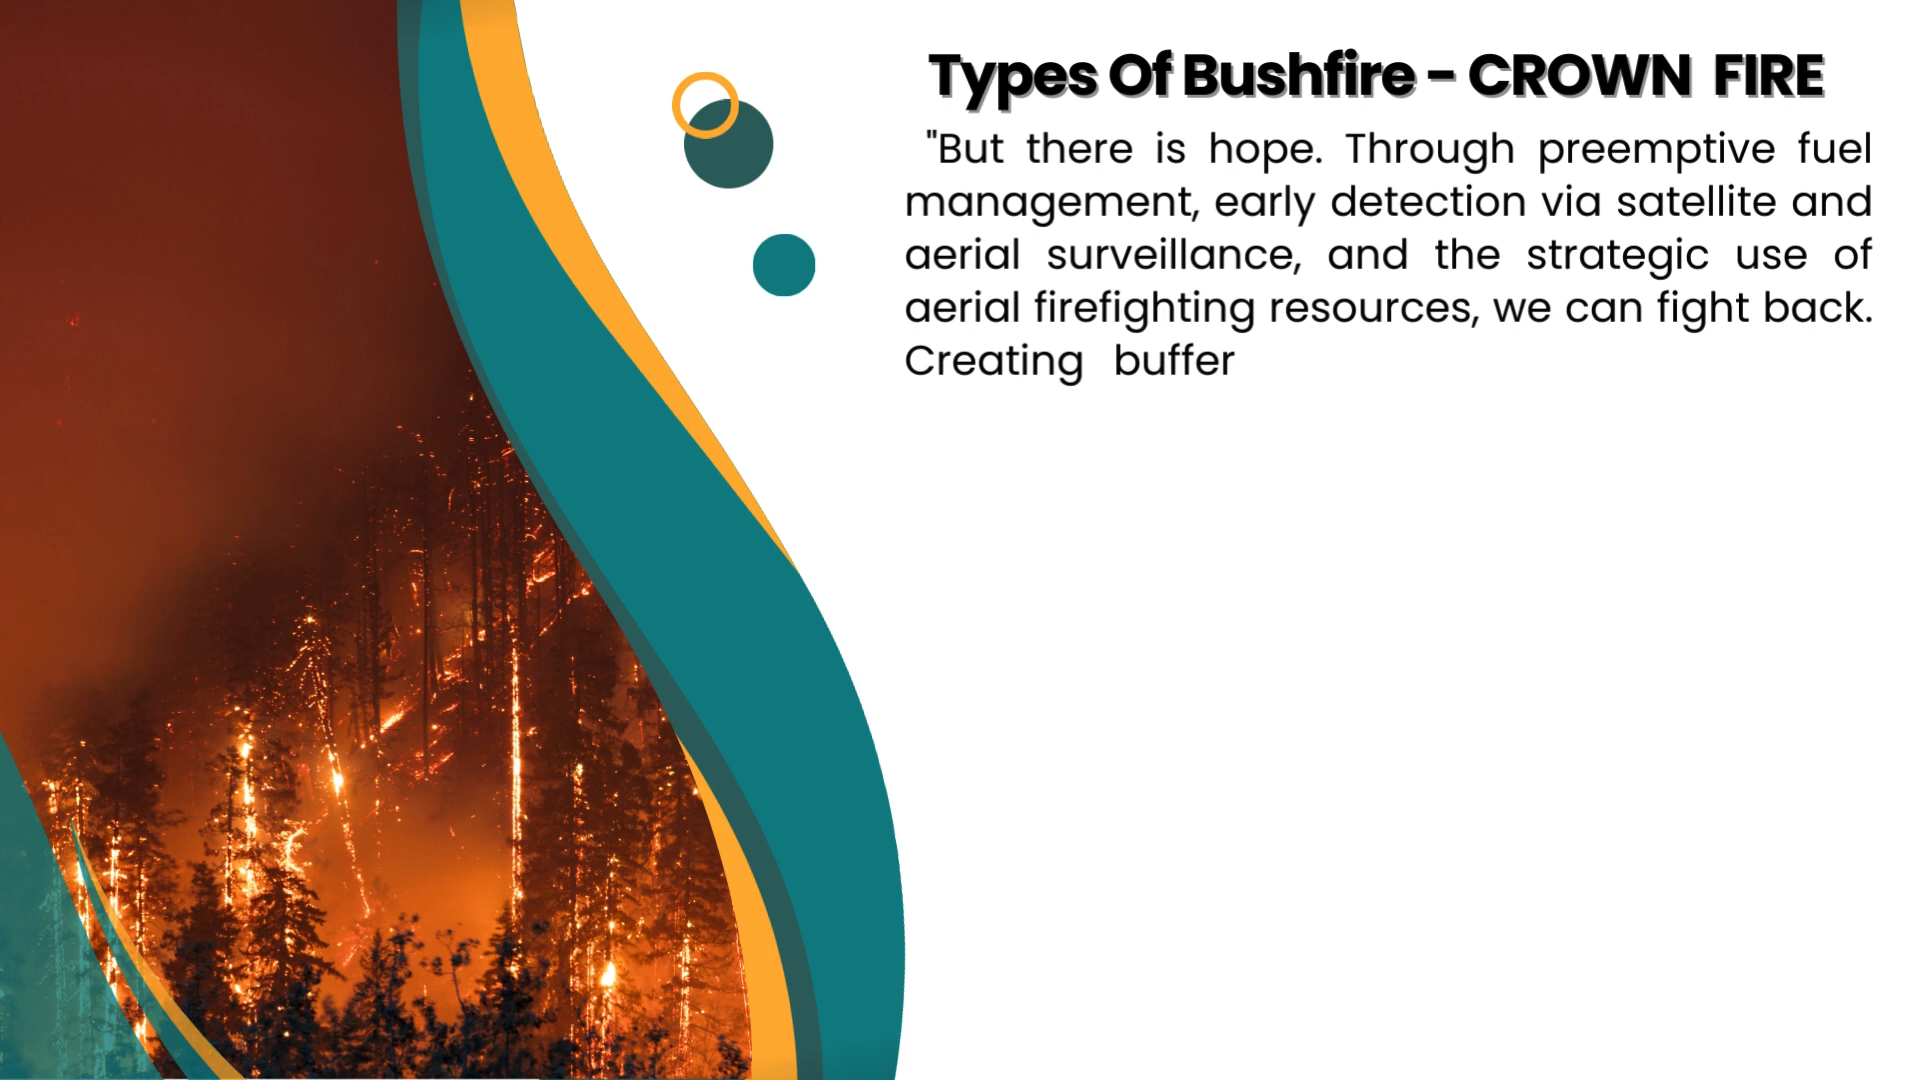 Types Of Bushfire - CROWN FIRE
"But there is hope. Through preemptive fuel
management, early detection via satellite and
aerial surveillance, and the strategic use of
aerial firefighting resources, we can fight back.
Creating buffer